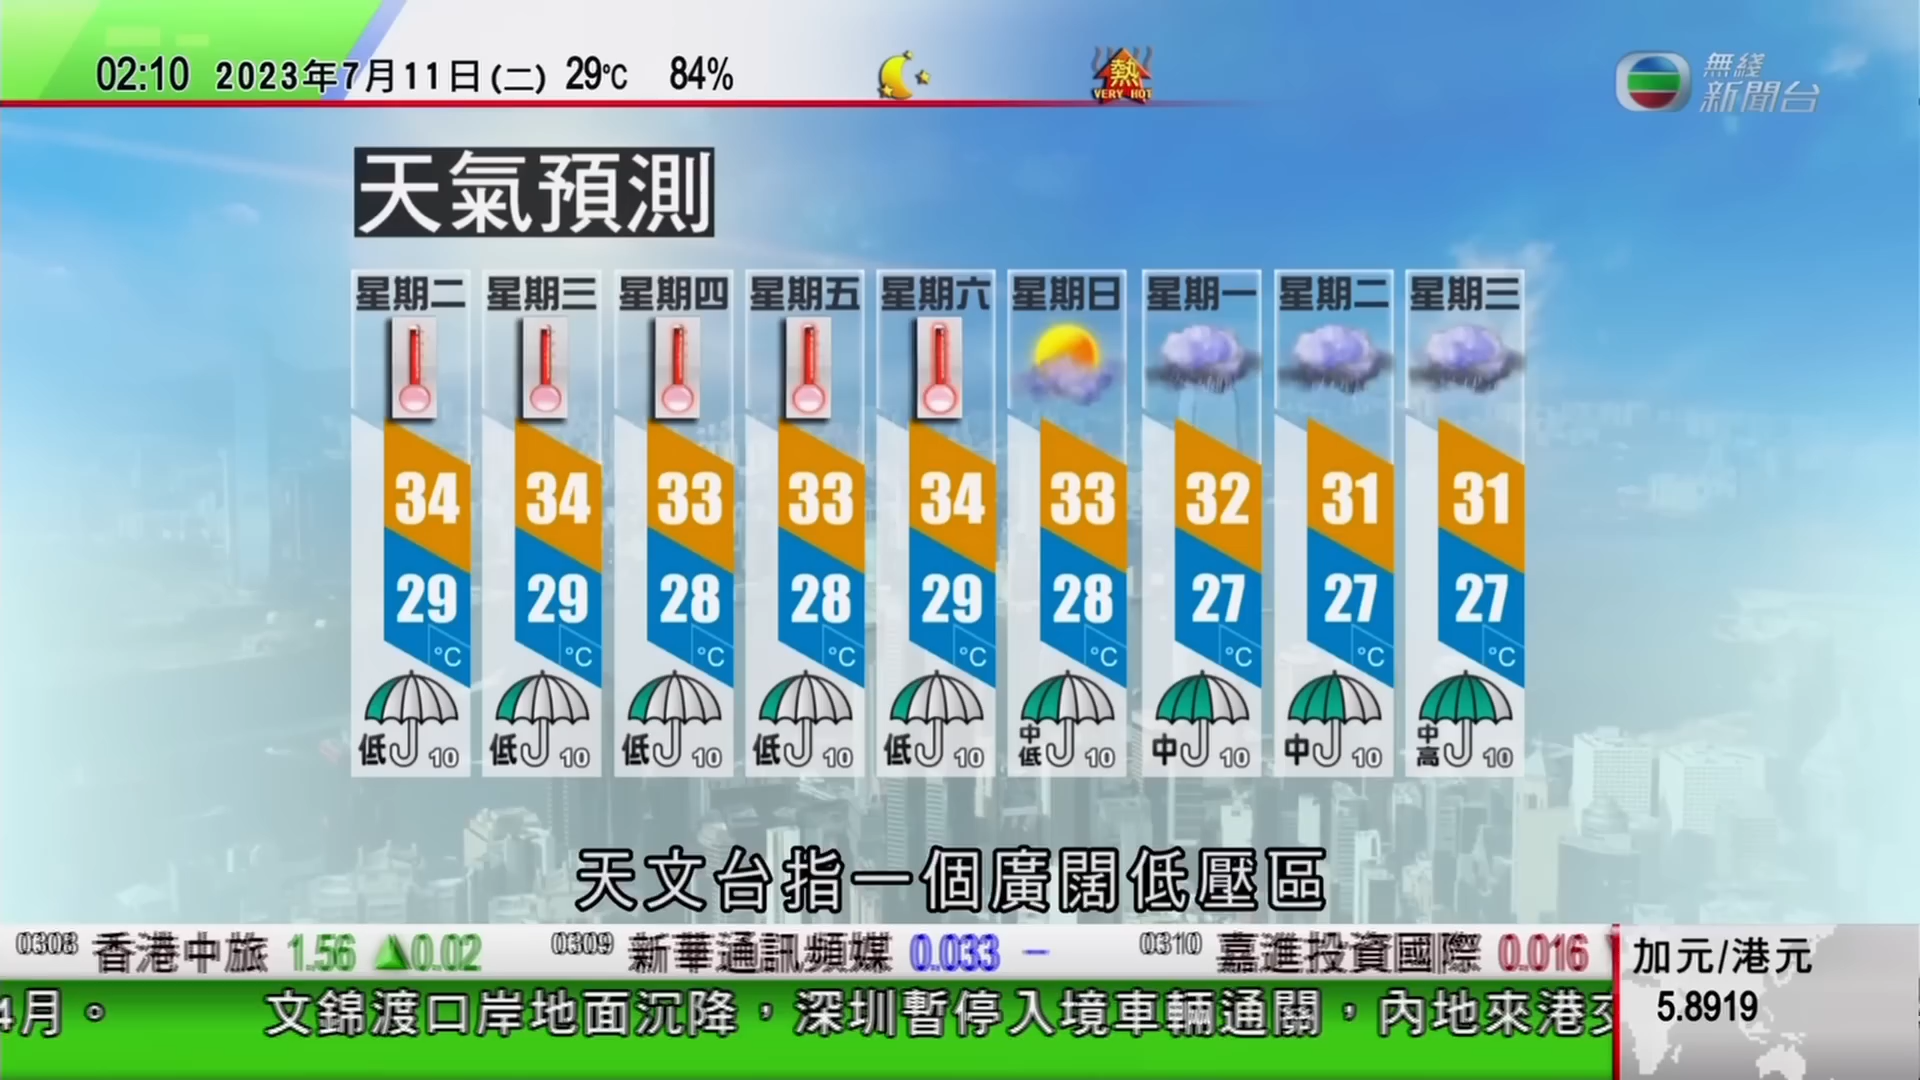 02:10 2023年7月11日(二) 29℃ 84%
熱
VERY HOT
無綫
新聞台
天氣預測
星期二 星期三 星期四 星期五 星期六 星期日 星期一 星期二 星期三
34 34 33 33 34 33 32 31 31
29 29 28 28 29 28 27 27 27
°C °C °C °C °C °C °C °C °C
低 10 低 10 低 10 低 10 低 10 中低 10 中 10 中 10 中高 10
天文台指一個廣闊低壓區
0308 香港中旅 1.56 ▲0.02 0309 新華通訊頻媒 0.033 － 0310 嘉進投資國際 0.016
4月。 文錦渡口岸地面沉降，深圳暫停入境車輛通關，內地來港交
加元/港元
5.8919